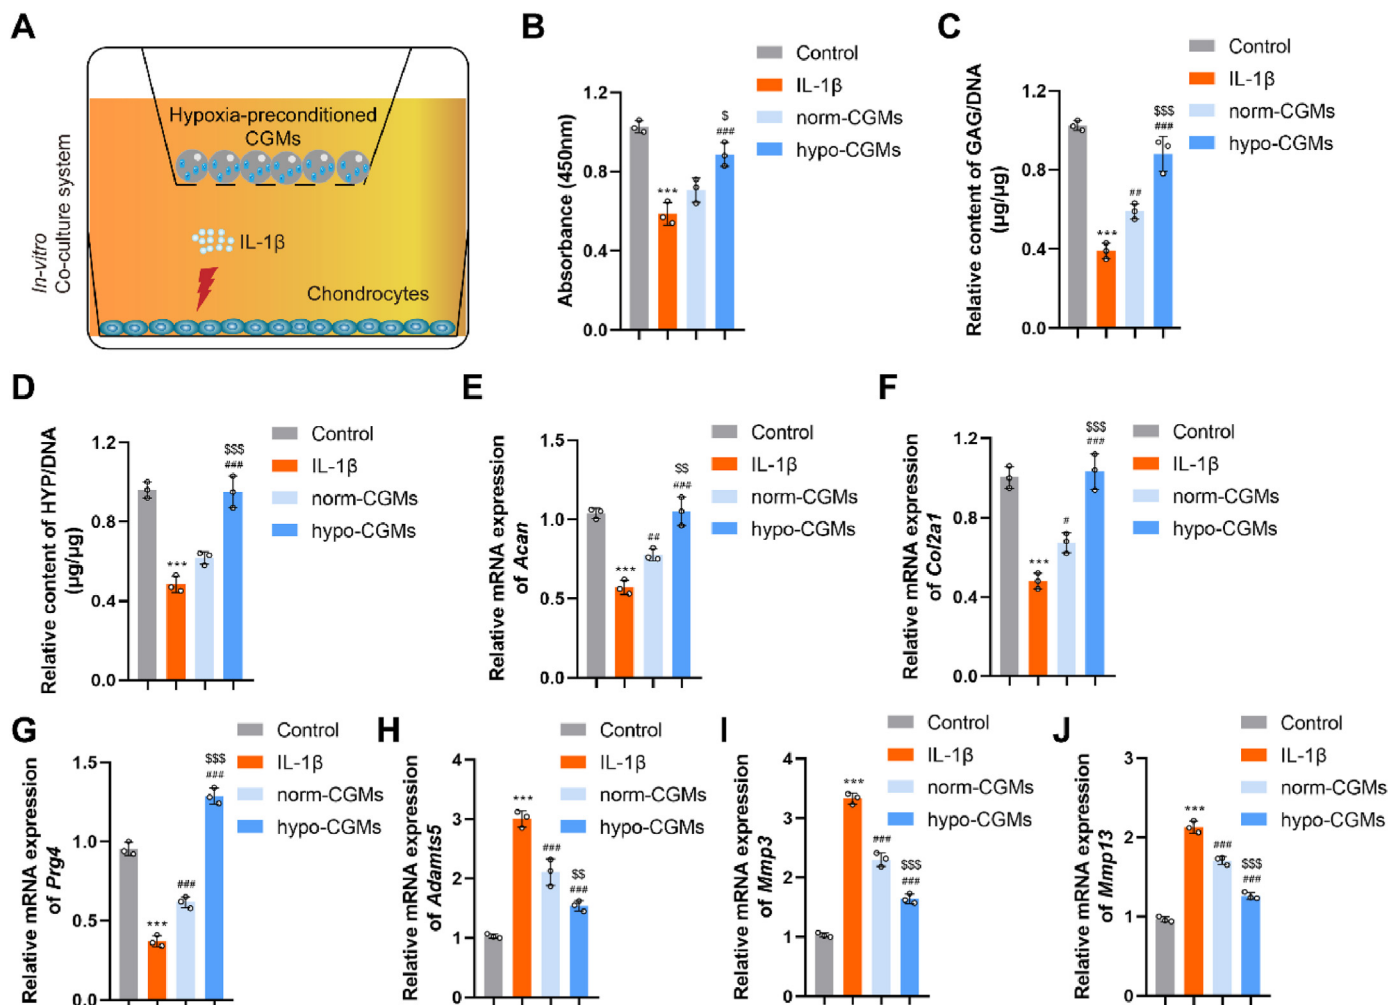 A
In-vitro
Co-culture system
Hypoxia-preconditioned
CGMs
IL-1β
Chondrocytes
B
Absorbance (450nm)
1.2
0.8
0.4
0.0
***
$
###
Control
IL-1β
norm-CGMs
hypo-CGMs
C
Relative content of GAG/DNA
(μg/μg)
1.2
0.8
0.4
0.0
***
##
$$$
###
Control
IL-1β
norm-CGMs
hypo-CGMs
D
Relative content of HYP/DNA
(μg/μg)
1.2
0.8
0.4
0.0
***
$$$
###
Control
IL-1β
norm-CGMs
hypo-CGMs
E
Relative mRNA expression
of Acan
1.5
1.0
0.5
0.0
***
##
$$
###
Control
IL-1β
norm-CGMs
hypo-CGMs
F
Relative mRNA expression
of Col2a1
1.2
0.8
0.4
0.0
***
#
$$$
###
Control
IL-1β
norm-CGMs
hypo-CGMs
G
Relative mRNA expression
of Prg4
1.5
1.0
0.5
0.0
***
###
$$$
###
Control
IL-1β
norm-CGMs
hypo-CGMs
H
Relative mRNA expression
of Adamts5
4
3
2
1
0
***
###
$$
###
Control
IL-1β
norm-CGMs
hypo-CGMs
I
Relative mRNA expression
of Mmp3
4
3
2
1
0
***
###
$$$
###
Control
IL-1β
norm-CGMs
hypo-CGMs
J
Relative mRNA expression
of Mmp13
3
2
1
0
***
###
$$$
###
Control
IL-1β
norm-CGMs
hypo-CGMs